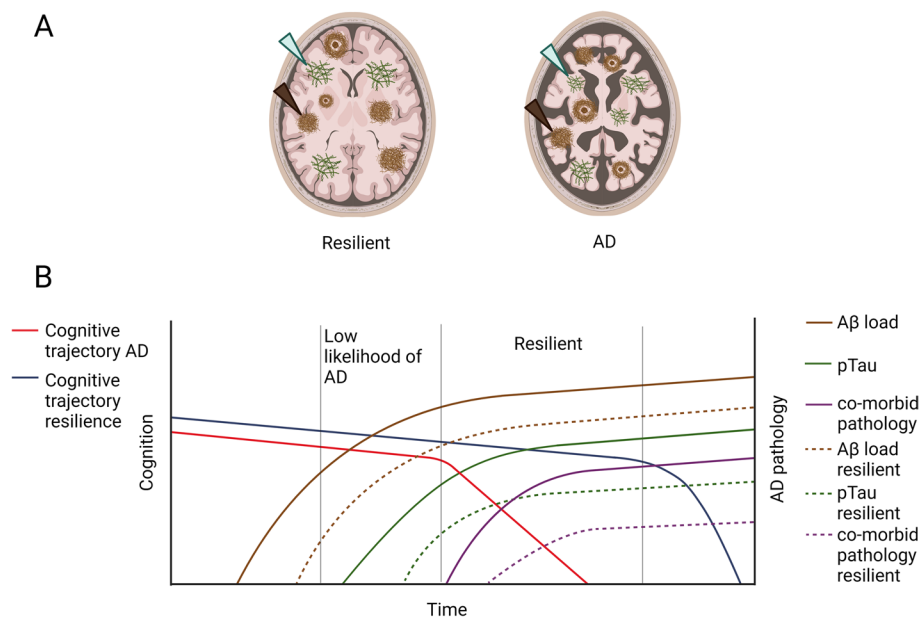 A
Resilient
AD
B
Cognitive
trajectory AD
Cognitive
trajectory
resilience
Cognition
Low
likelihood of
AD
Resilient
Time
AD pathology
Aβ load
pTau
co-morbid
pathology
Aβ load
resilient
pTau
resilient
co-morbid
pathology
resilient